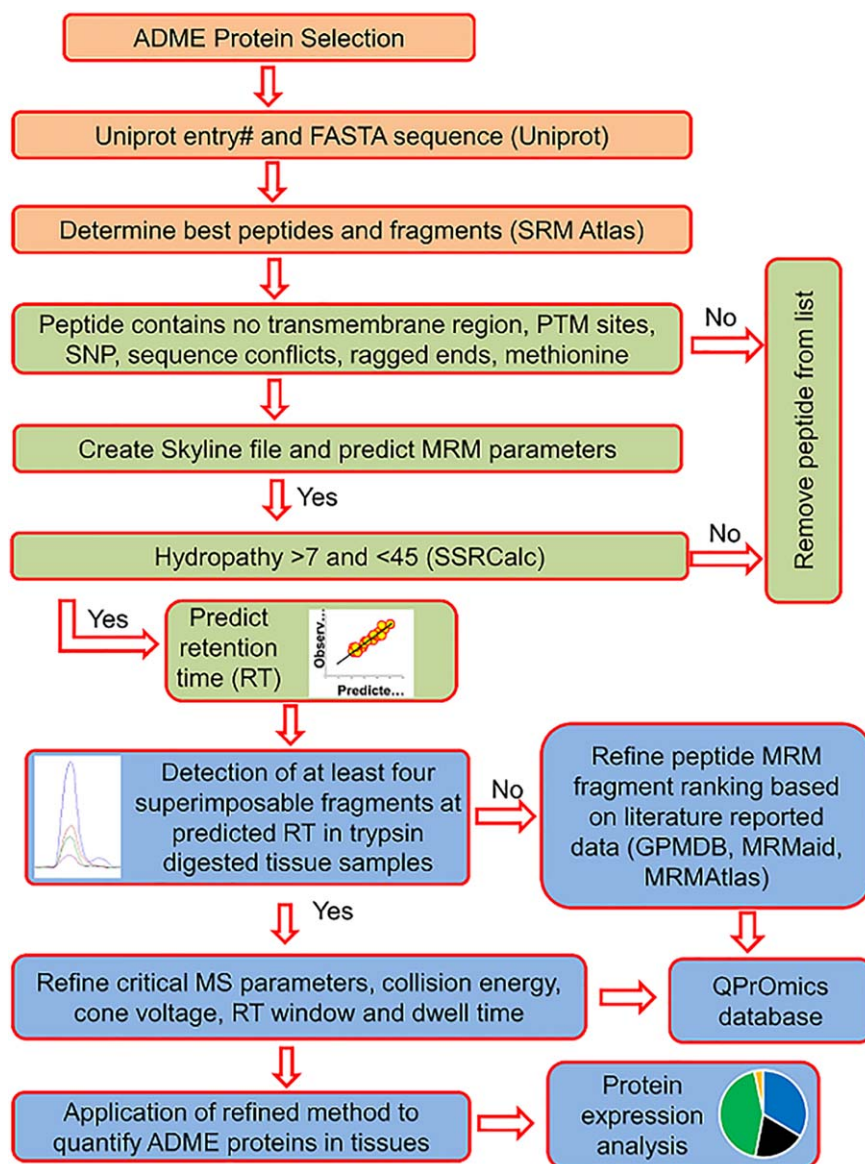 ADME Protein Selection
Uniprot entry# and FASTA sequence (Uniprot)
Determine best peptides and fragments (SRM Atlas)
Peptide contains no transmembrane region, PTM sites,
SNP, sequence conflicts, ragged ends, methionine
No
Remove peptide from list
Create Skyline file and predict MRM parameters
Yes
Hydropathy >7 and <45 (SSRCalc)
No
Yes
Predict
retention
time (RT)
Observ...
Predicte...
Detection of at least four
superimposable fragments at
predicted RT in trypsin
digested tissue samples
No
Refine peptide MRM
fragment ranking based
on literature reported
data (GPMDB, MRMaid,
MRMAtlas)
Yes
Refine critical MS parameters, collision energy,
cone voltage, RT window and dwell time
QPrOmics
database
Application of refined method to
quantify ADME proteins in tissues
Protein
expression
analysis